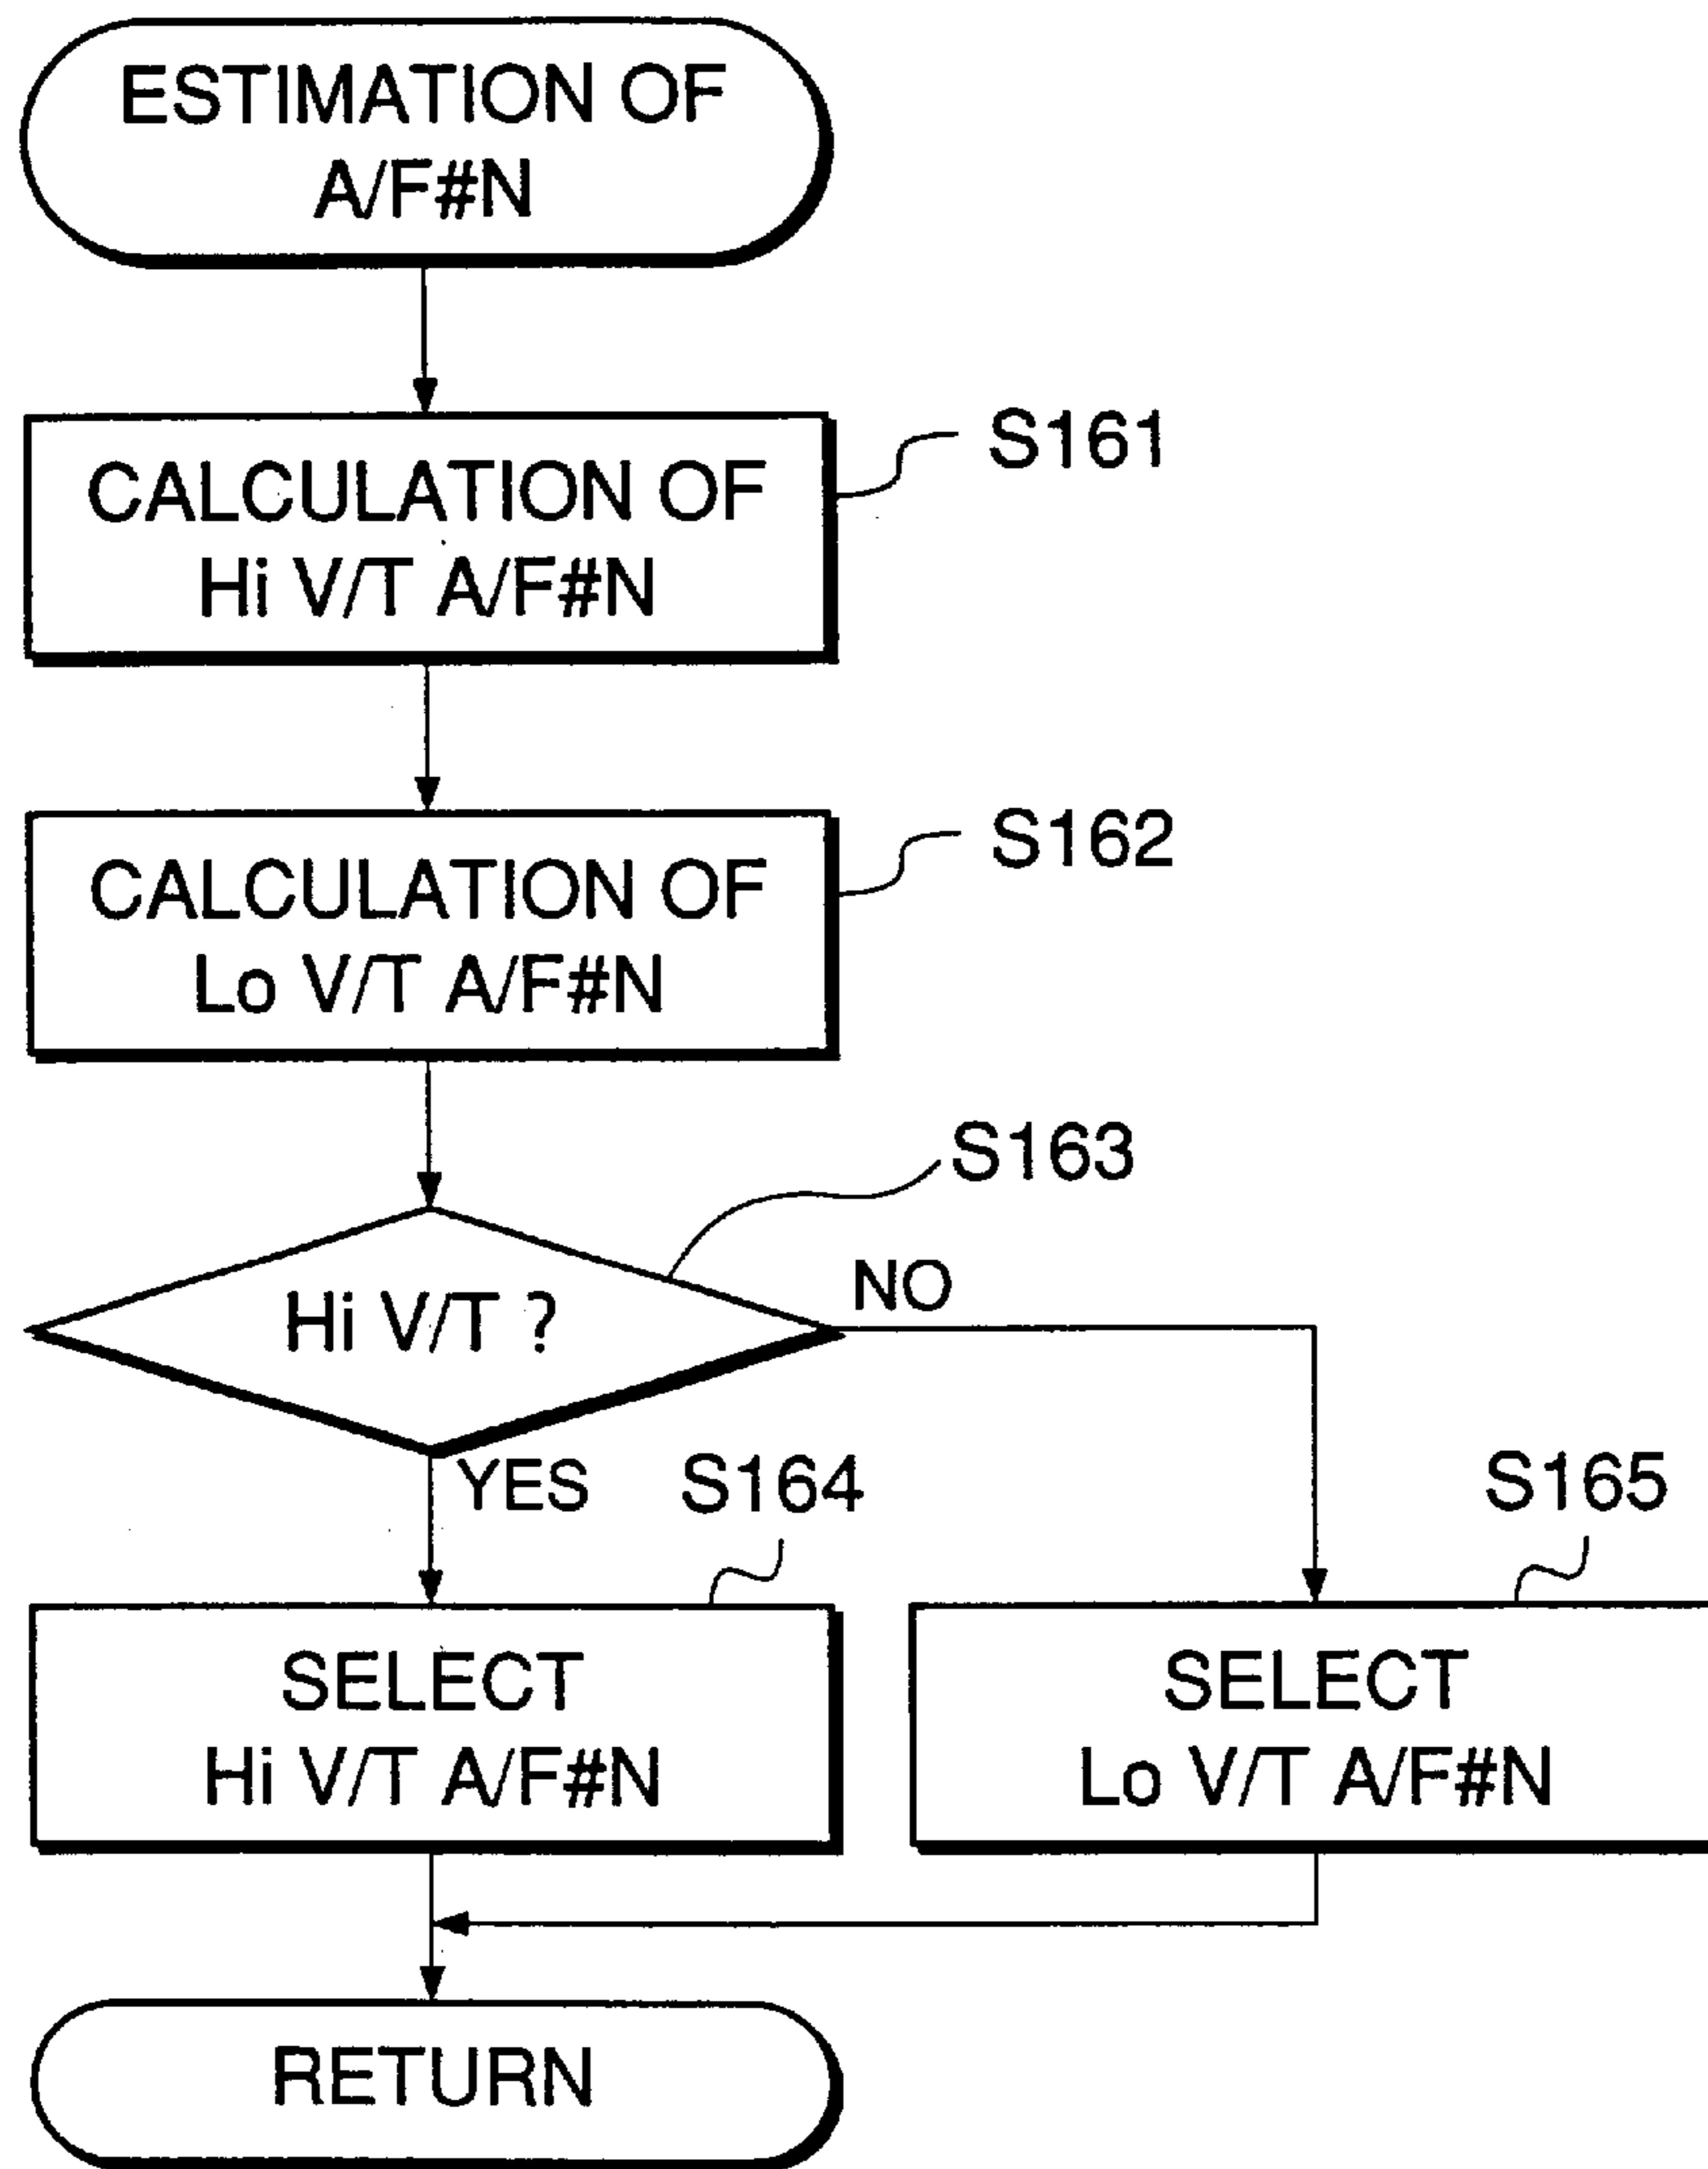 ESTIMATION OF
A/F#N
CALCULATION OF
Hi V/T A/F#N
S161
CALCULATION OF
Lo V/T A/F#N
S162
Hi V/T ?
S163
NO
YES
S164
S165
SELECT
Hi V/T A/F#N
SELECT
Lo V/T A/F#N
RETURN